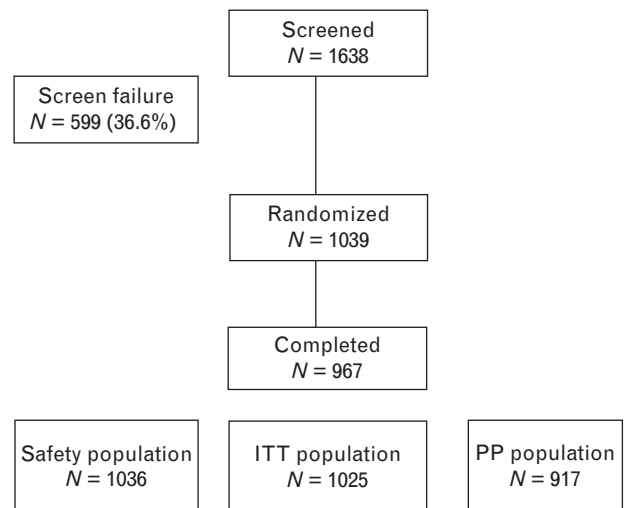 Screened
N = 1638
Screen failure
N = 599 (36.6%)
Randomized
N = 1039
Completed
N = 967
Safety population
N = 1036
ITT population
N = 1025
PP population
N = 917